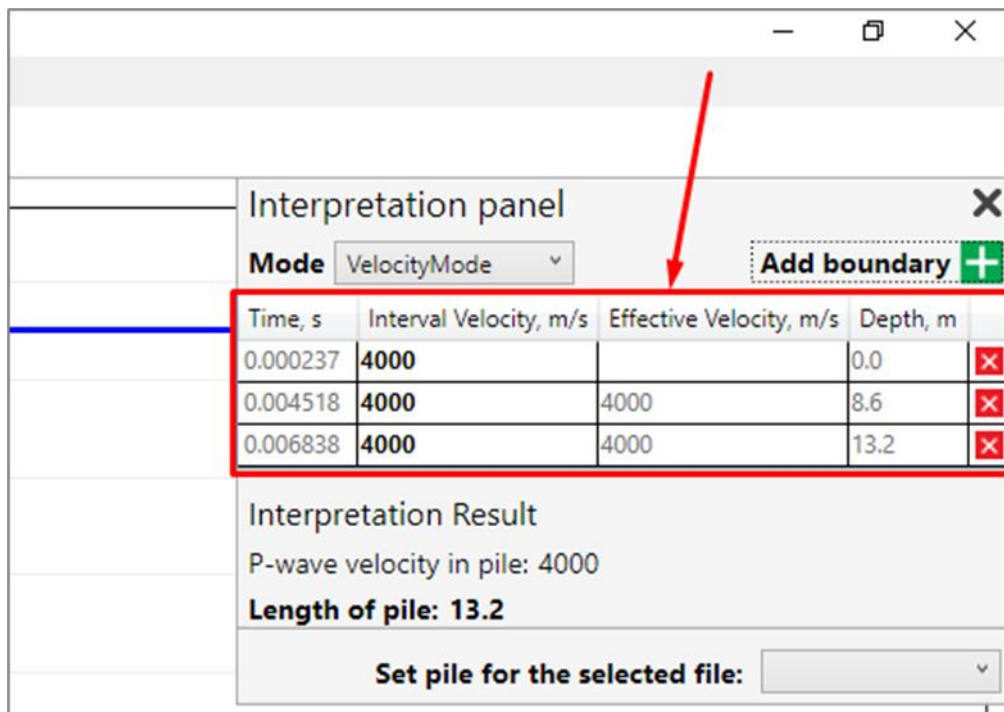 Interpretation panel
Mode VelocityMode Add boundary
Time, s Interval Velocity, m/s Effective Velocity, m/s Depth, m
0.000237 4000 0.0
0.004518 4000 4000 8.6
0.006838 4000 4000 13.2
Interpretation Result
P-wave velocity in pile: 4000
Length of pile: 13.2
Set pile for the selected file: